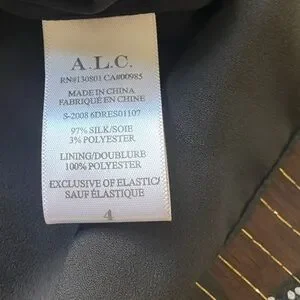 A.L.C.
RN#130801 CA#00985
MADE IN CHINA
FABRIQUÉ EN CHINE
S-2008 6DRES01107
97% SILK/SOIE
3% POLYESTER
LINING/DOUBLURE
100% POLYESTER
EXCLUSIVE OF ELASTIC/
SAUF ÉLASTIQUE
4